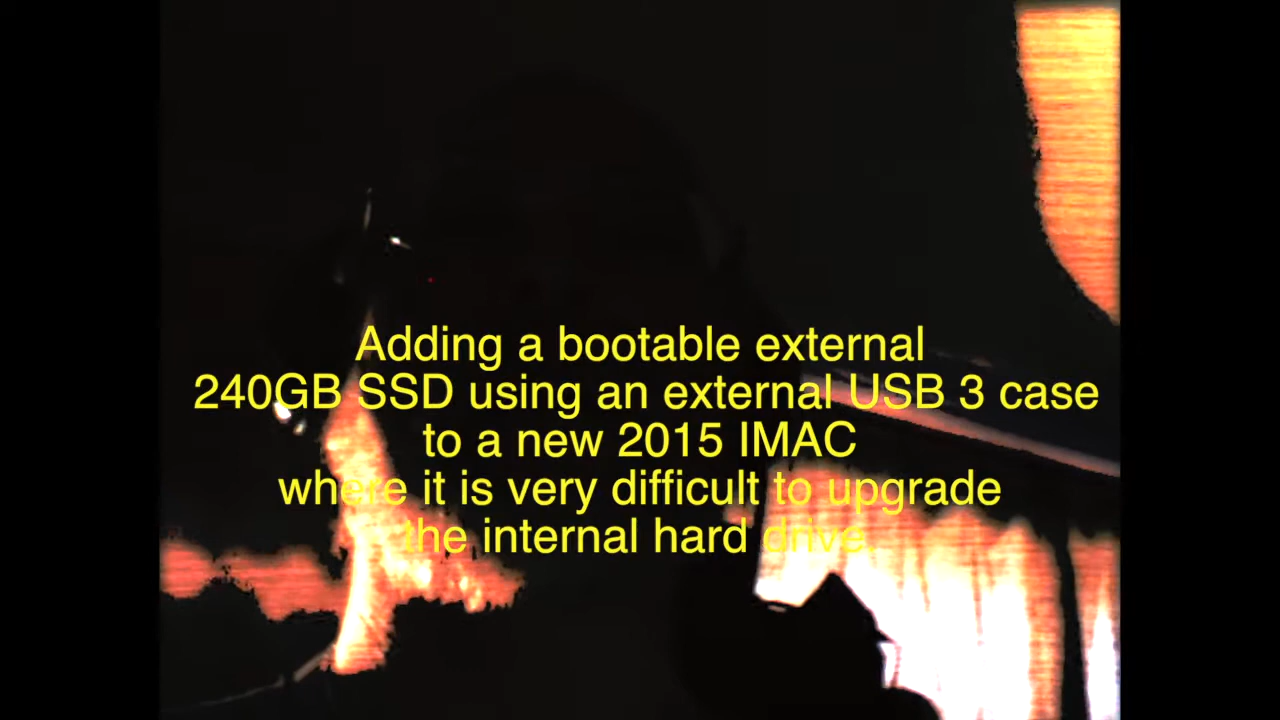 Adding a bootable external
240GB SSD using an external USB 3 case
to a new 2015 IMAC
where it is very difficult to upgrade
the internal hard drive.